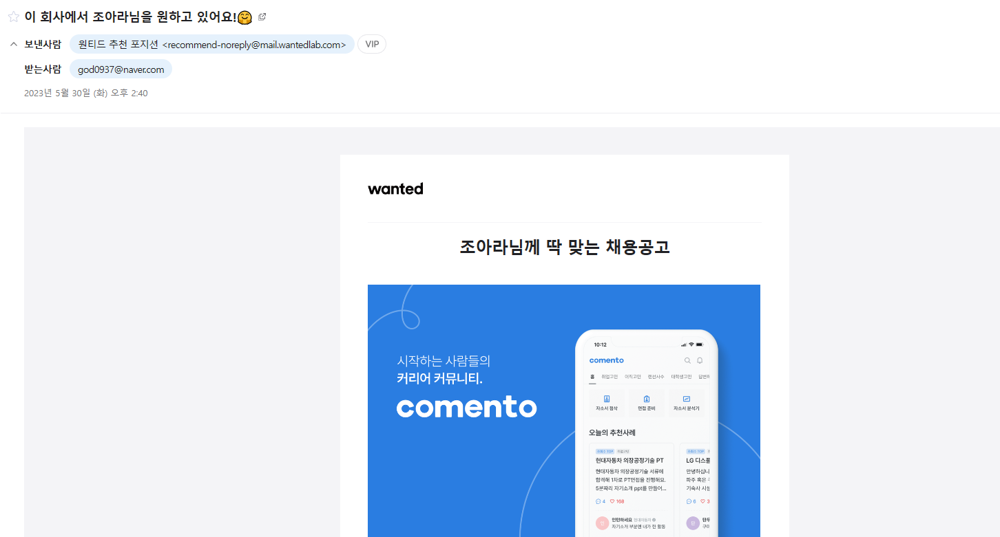 이 회사에서 조아라님을 원하고 있어요!🤗
보낸사람 원티드 추천 포지션 <recommend-noreply@mail.wantedlab.com> VIP
받는사람 god0937@naver.com
2023년 5월 30일 (화) 오후 2:40
wanted
조아라님께 딱 맞는 채용공고
시작하는 사람들의
커리어 커뮤니티.
comento
10:12
comento
홈 취업고민 이직고민 랜선사수 대학생고민
자소서 첨삭 면접 준비 자소서 분석기
오늘의 추천사례
현대자동차 의장공정기술 PT LG 디스플
현대자동차 의장공정기술 서류에 안녕하십니
합격해 1차로 PT면접을 진행해요. 파주 혹은
5분짜리 자기소개 ppt를 만들어... 기숙사 시설
4 168 6 3
안턴하세요 현대자동차
자기소개 부분엔 내가 한 활동